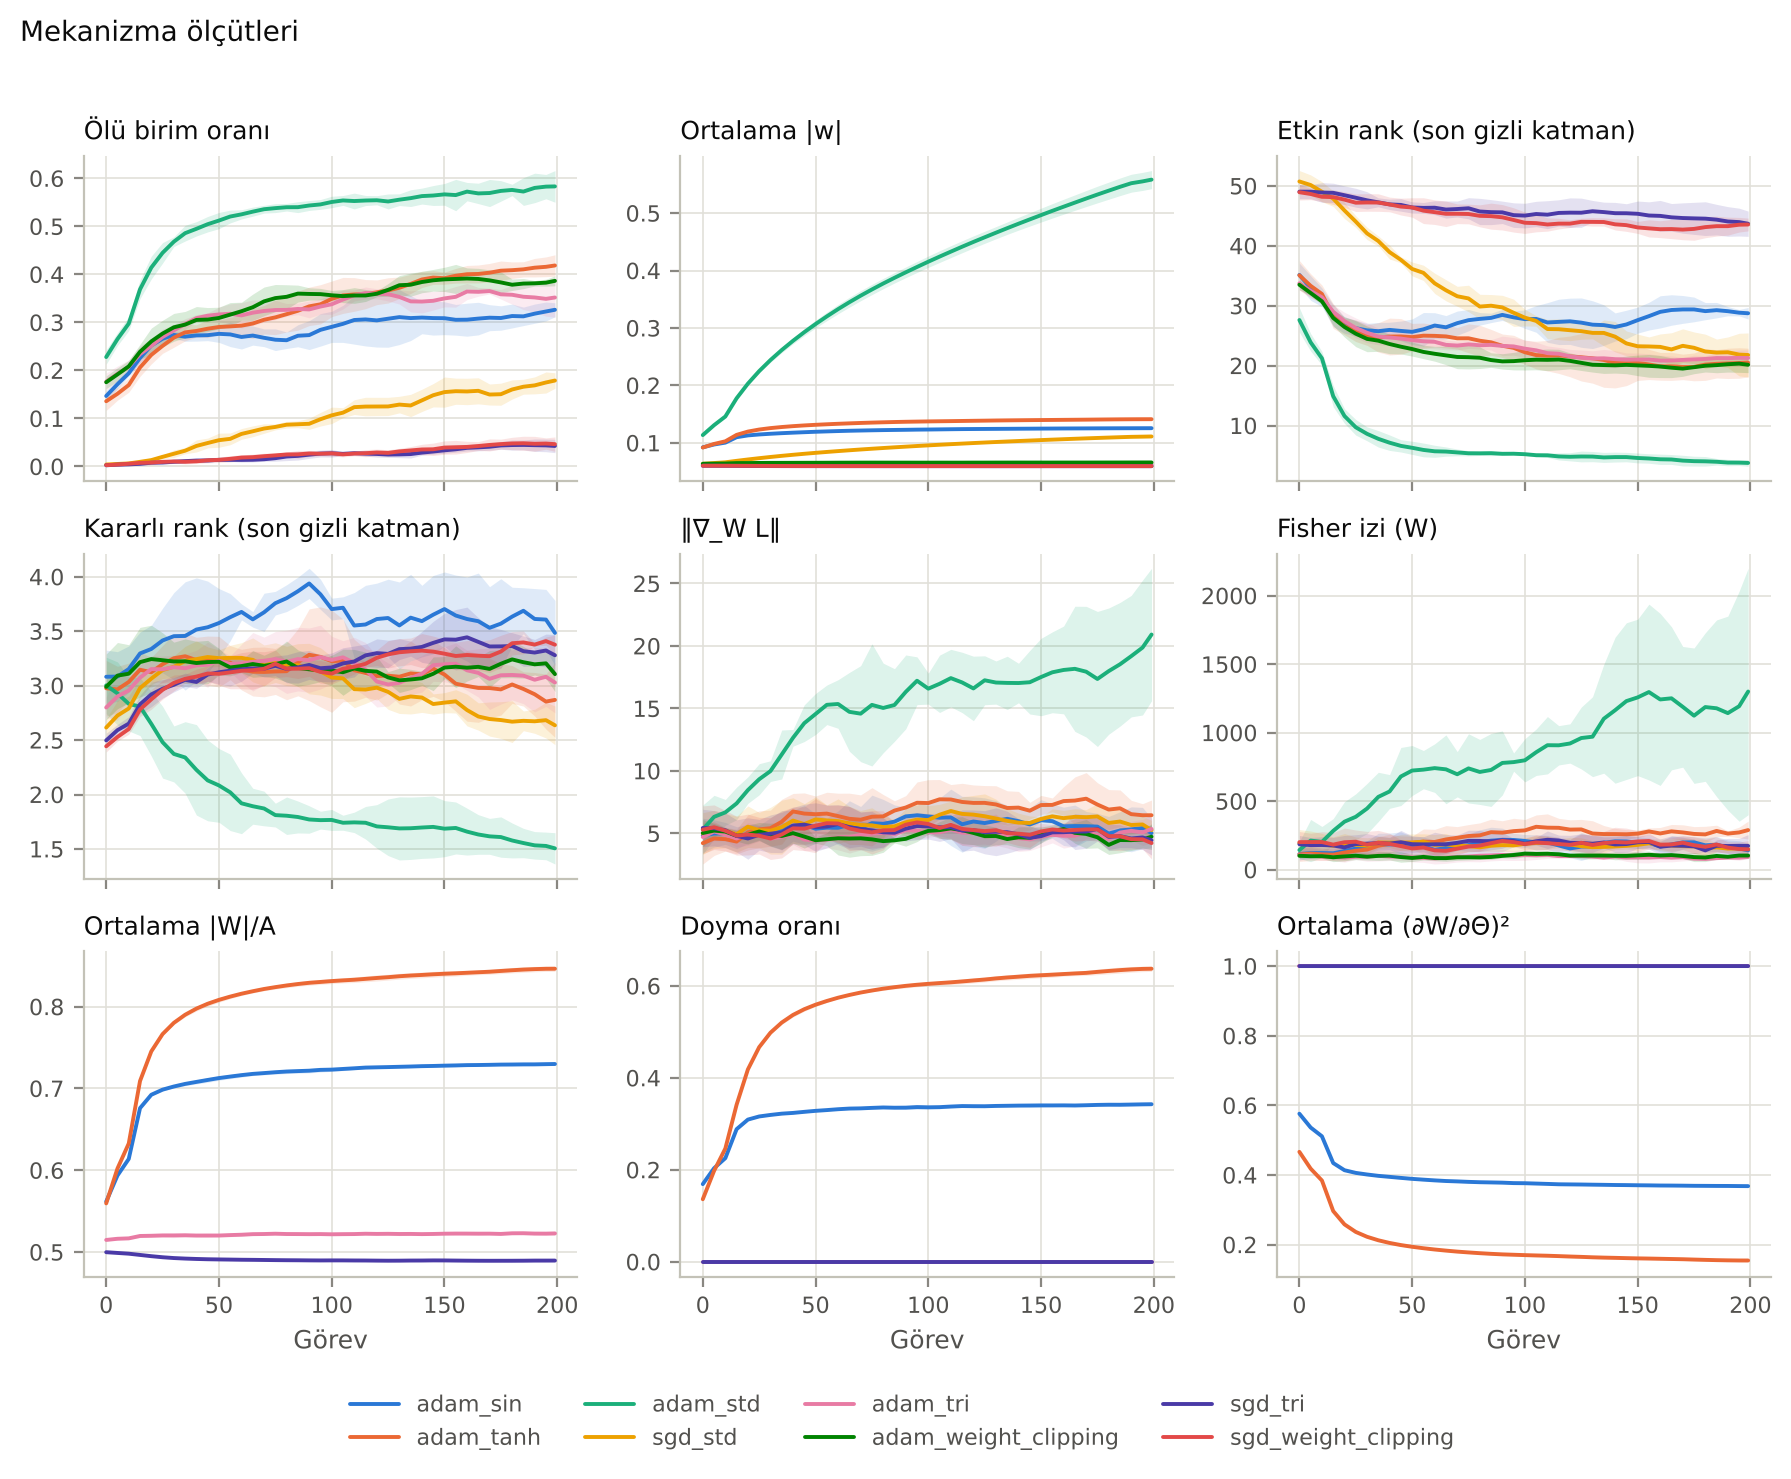 Mekanizma ölçütleri
Ölü birim oranı
0.6
0.5
0.4
0.3
0.2
0.1
0.0
Ortalama |w|
0.5
0.4
0.3
0.2
0.1
Etkin rank (son gizli katman)
50
40
30
20
10
Kararlı rank (son gizli katman)
4.0
3.5
3.0
2.5
2.0
1.5
‖∇_W L‖
25
20
15
10
5
Fisher izi (W)
2000
1500
1000
500
0
Ortalama |W|/A
0.8
0.7
0.6
0.5
0 50 100 150 200
Görev
Doyma oranı
0.6
0.4
0.2
0.0
0 50 100 150 200
Görev
Ortalama (∂W/∂Θ)²
1.0
0.8
0.6
0.4
0.2
0 50 100 150 200
Görev
adam_sin adam_std adam_tri sgd_tri
adam_tanh sgd_std adam_weight_clipping sgd_weight_clipping